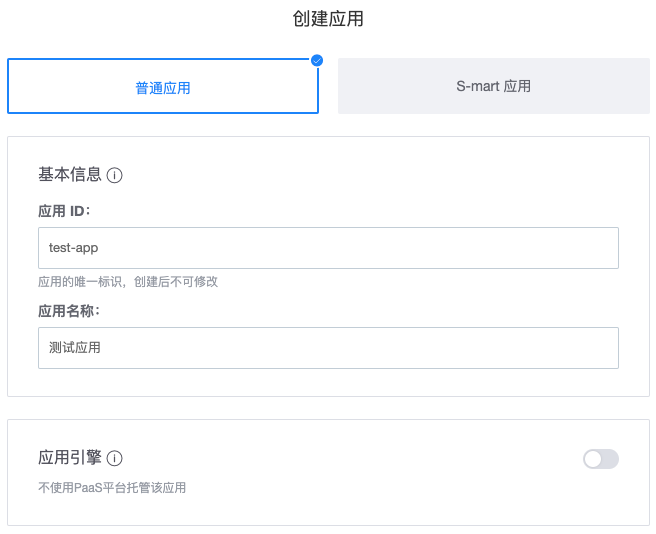 创建应用
普通应用
S-mart 应用
基本信息
应用 ID：
test-app
应用的唯一标识，创建后不可修改
应用名称：
测试应用
应用引擎
不使用PaaS平台托管该应用